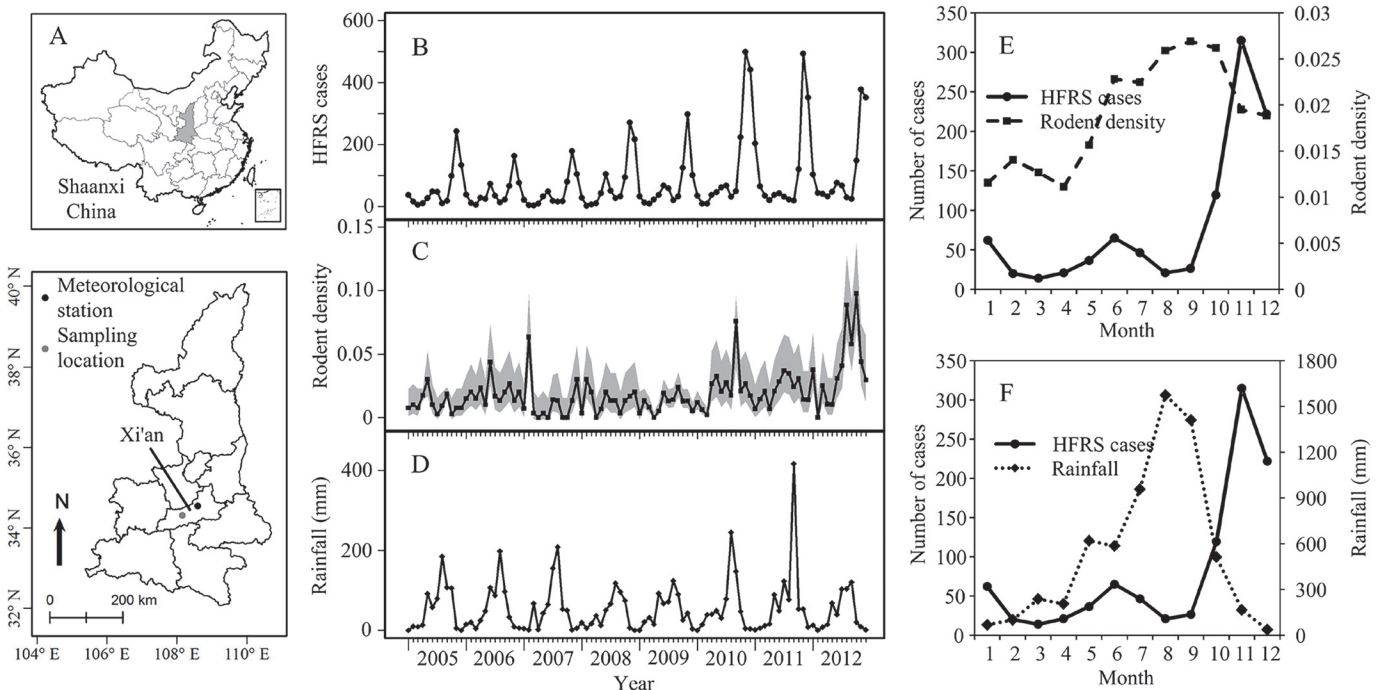 A
Shaanxi
China
40° N
38° N
36° N
34° N
32° N
Meteorological
station
Sampling
location
Xi'an
N
0 200 km
104° E 106° E 108° E 110° E
B
HFRS cases
600
400
200
0
C
Rodent density
0.15
0.10
0.05
0
D
Rainfall (mm)
400
200
0
2005 2006 2007 2008 2009 2010 2011 2012
Year
E
Number of cases
350
300
250
200
150
100
50
0
HFRS cases
Rodent density
0.03
0.025
0.02
0.015
0.01
0.005
0
Rodent density
1 2 3 4 5 6 7 8 9 10 11 12
Month
F
Number of cases
350
300
250
200
150
100
50
0
HFRS cases
Rainfall
1800
1500
1200
900
600
300
0
Rainfall (mm)
1 2 3 4 5 6 7 8 9 10 11 12
Month